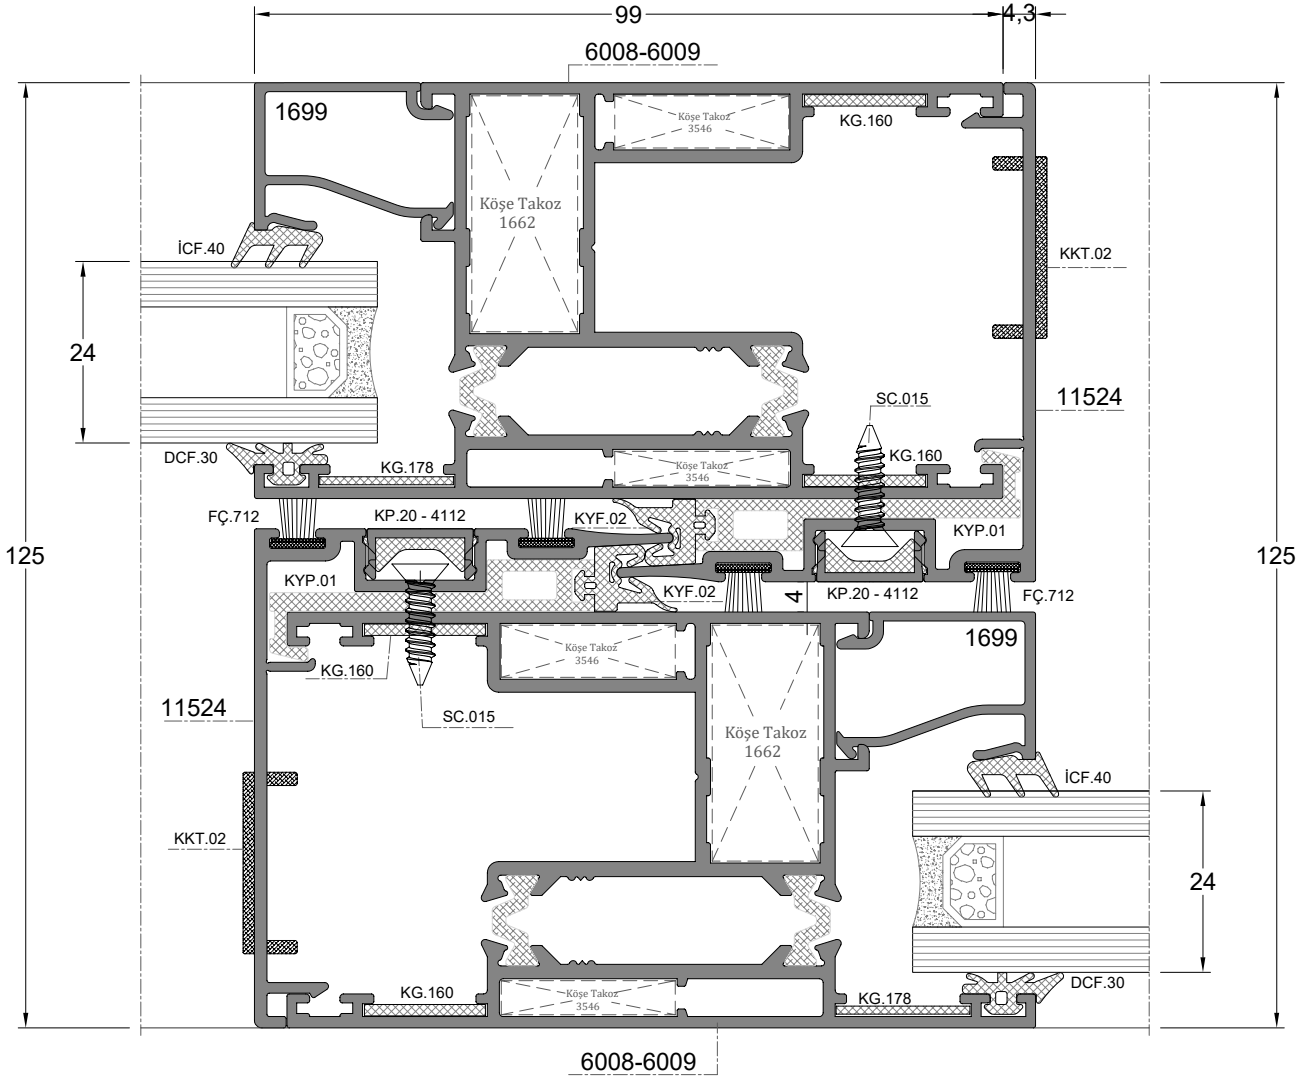 99
4,3
6008-6009
1699
Köşe Takoz
3546
KG.160
Köşe Takoz
1662
İCF.40
KKT.02
24
11524
SC.015
DCF.30
KG.178
Köşe Takoz
3546
KG.160
FÇ.712
KP.20 - 4112
KYF.02
KYP.01
125
125
KYP.01
KYF.02
4
KP.20 - 4112
FÇ.712
1699
KG.160
Köşe Takoz
3546
11524
SC.015
Köşe Takoz
1662
İCF.40
KKT.02
24
DCF.30
KG.160
Köşe Takoz
3546
KG.178
6008-6009